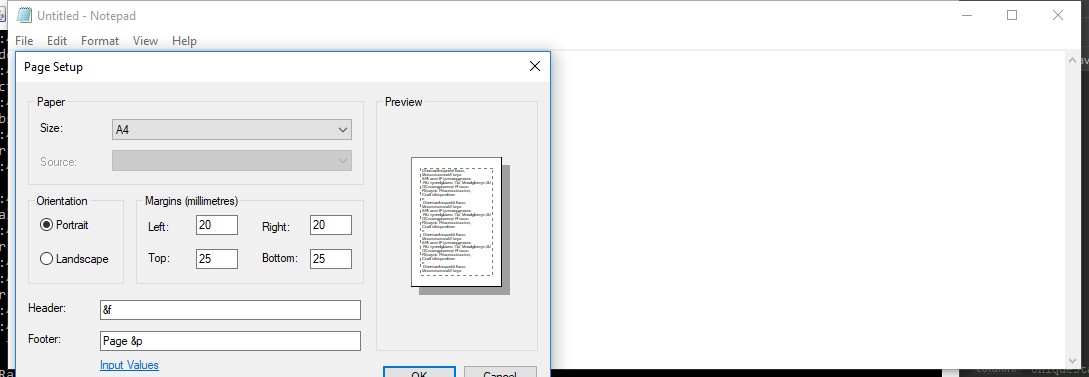 Untitled - Notepad
File Edit Format View Help
Page Setup
Paper
Size: A4
Source:
Preview
Orientation
Portrait
Landscape
Margins (millimetres)
Left: 20 Right: 20
Top: 25 Bottom: 25
Header: &f
Footer: Page &p
Input Values
OK Cancel